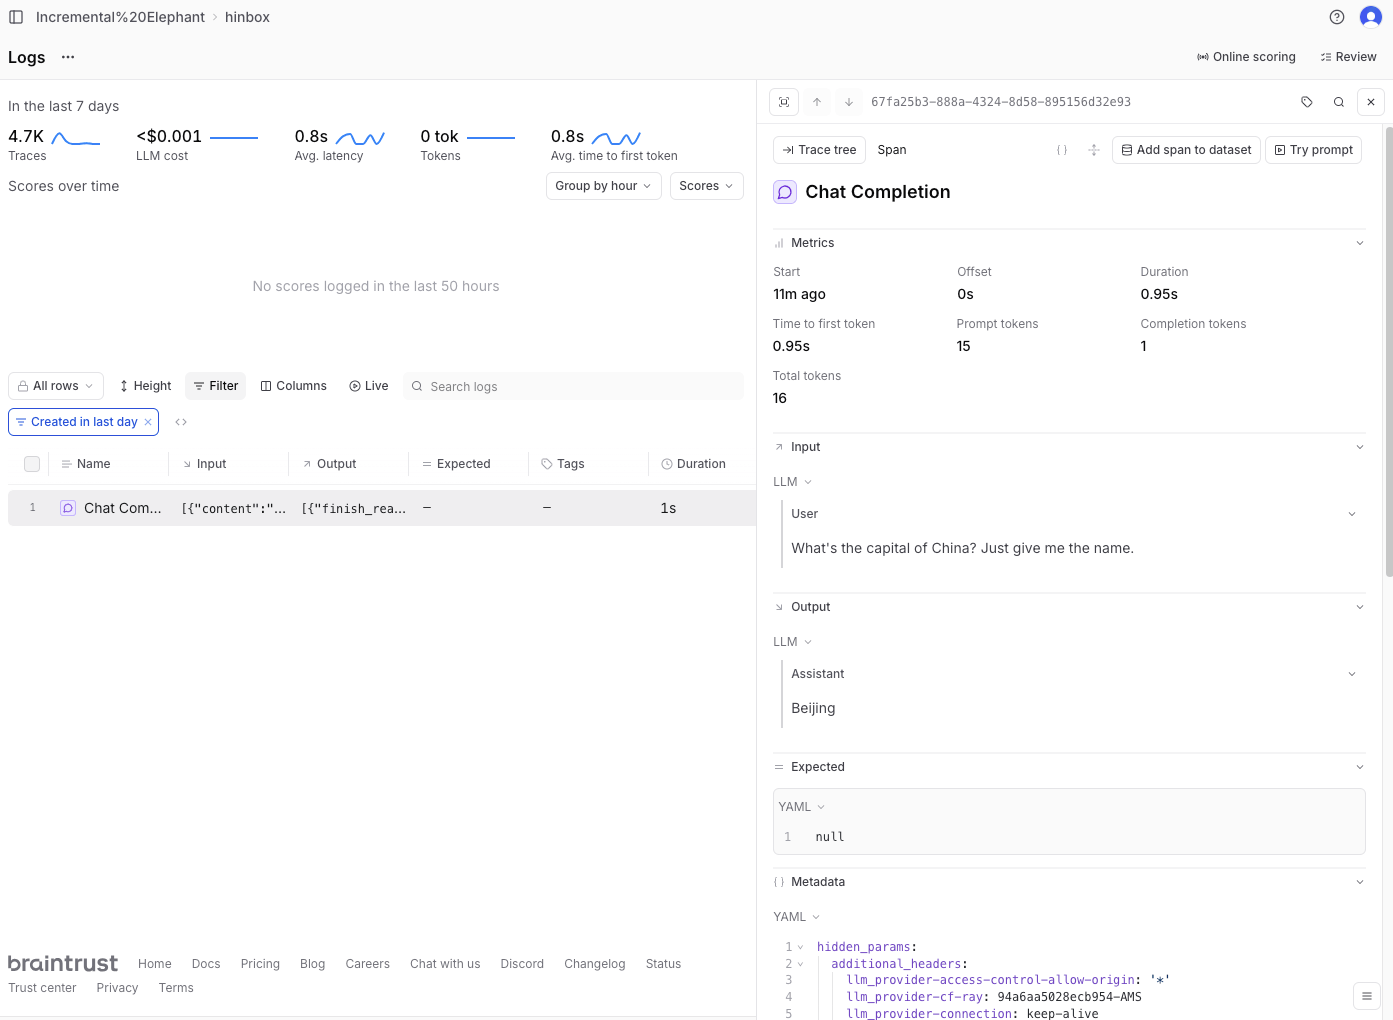 Incremental%20Elephant > hinbox
Logs ···
Online scoring
Review
In the last 7 days
4.7K
Traces
<$0.001
LLM cost
0.8s
Avg. latency
0 tok
Tokens
0.8s
Avg. time to first token
Scores over time
Group by hour
Scores
No scores logged in the last 50 hours
All rows
Height
Filter
Columns
Live
Search logs
Created in last day ×
<>
Name
Input
Output
Expected
Tags
Duration
1 Chat Com... [{"content":"... [{"finish_rea... — — 1s
braintrust
Home
Docs
Pricing
Blog
Careers
Chat with us
Discord
Changelog
Status
Trust center
Privacy
Terms
67fa25b3-888a-4324-8d58-895156d32e93
Trace tree
Span
{ }
Add span to dataset
Try prompt
Chat Completion
Metrics
Start
11m ago
Offset
0s
Duration
0.95s
Time to first token
0.95s
Prompt tokens
15
Completion tokens
1
Total tokens
16
Input
LLM
User
What's the capital of China? Just give me the name.
Output
LLM
Assistant
Beijing
Expected
YAML
1 null
{ } Metadata
YAML
1 hidden_params:
2 additional_headers:
3 llm_provider-access-control-allow-origin: '*'
4 llm_provider-cf-ray: 94a6aa5028ecb954-AMS
5 llm_provider-connection: keep-alive